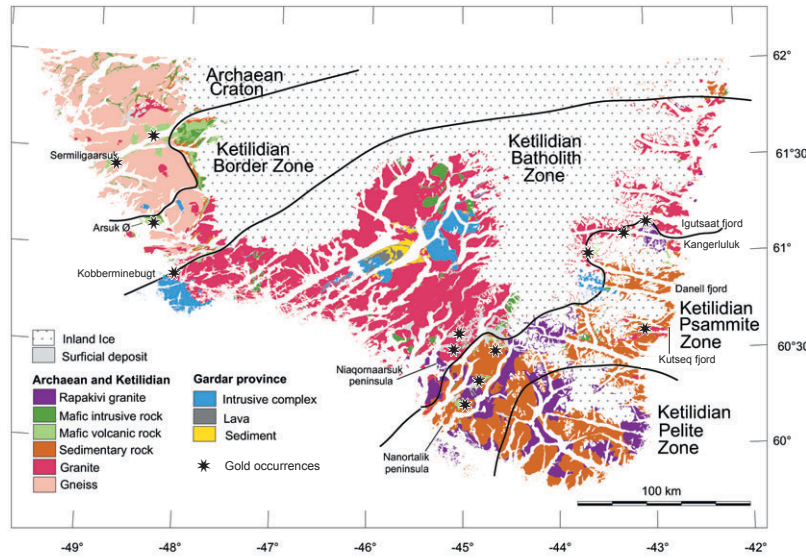 Archaean
Craton
Ketilidian
Border Zone
Ketilidian
Batholith
Zone
Sermiligaarsuk
Arsuk Ø
Kobberminebugt
Igutsaat fjord
Kangerluluk
Danell fjord
Ketilidian
Psammite
Zone
Kutseq fjord
Niaqornaarsuk
peninsula
Nanortalik
peninsula
Ketilidian
Pelite
Zone
62°
61°30'
61°
60°30'
60°
Inland Ice
Surficial deposit
Archaean and Ketilidian
Rapakivi granite
Mafic intrusive rock
Mafic volcanic rock
Sedimentary rock
Granite
Gneiss
Gardar province
Intrusive complex
Lava
Sediment
Gold occurrences
100 km
-49°
-48°
-47°
-46°
-45°
-44°
-43°
-42°